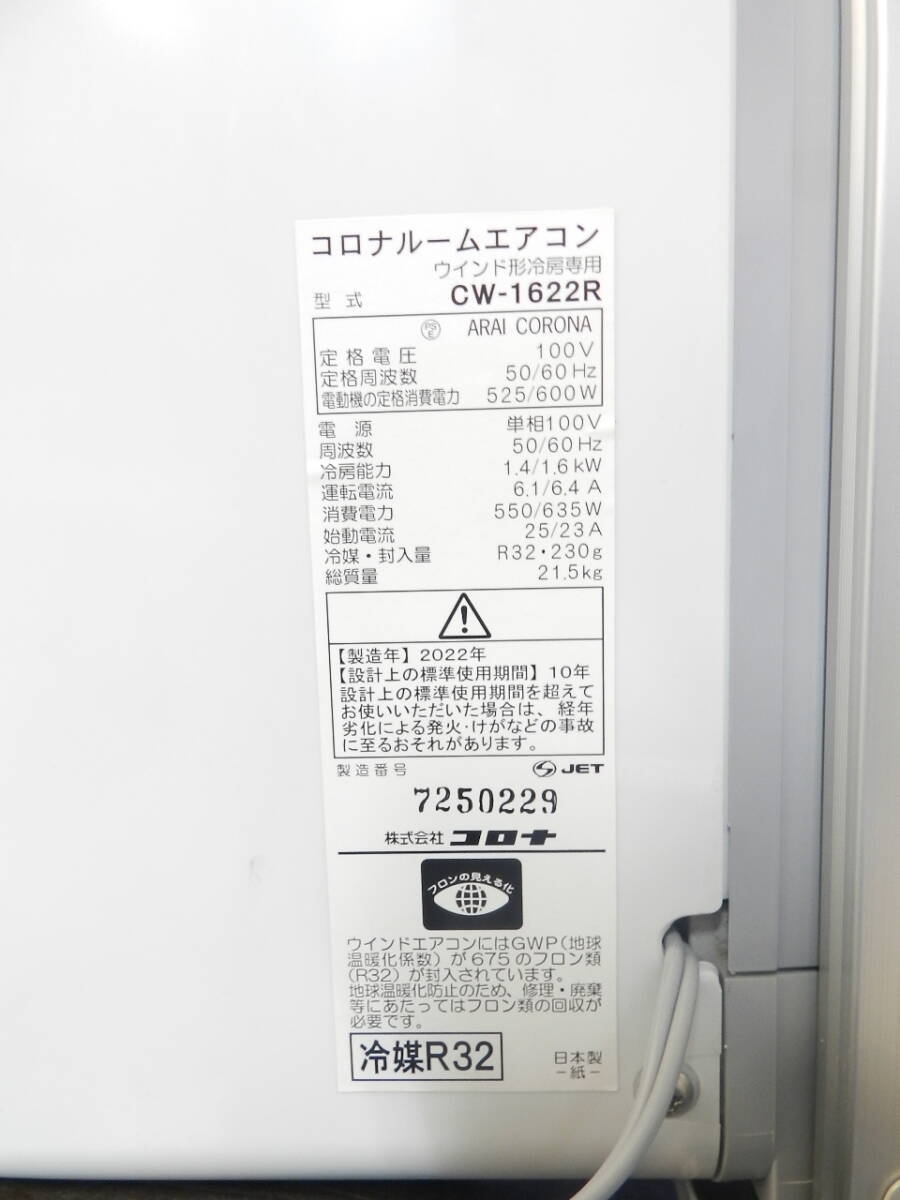 コロナルームエアコン
ウインド形冷房専用
型式 CW-1622R
PSE ARAI CORONA
定格電圧 100V
定格周波数 50/60Hz
電動機の定格消費電力 525/600W
電源 単相100V
周波数 50/60Hz
冷房能力 1.4/1.6kW
運転電流 6.1/6.4A
消費電力 550/635W
始動電流 25/23A
冷媒・封入量 R32・230g
総質量 21.5kg
【製造年】2022年
【設計上の標準使用期間】10年
設計上の標準使用期間を超えて
お使いいただいた場合は、経年
劣化による発火・けがなどの事故
に至るおそれがあります。
製造番号 JET
7250229
株式会社 コロナ
フロンの見える化
ウインドエアコンにはGWP(地球
温暖化係数)が675のフロン類
(R32)が封入されています。
地球温暖化防止のため、修理・廃棄
等にあたってはフロン類の回収が
必要です。
冷媒R32 日本製
-紙-